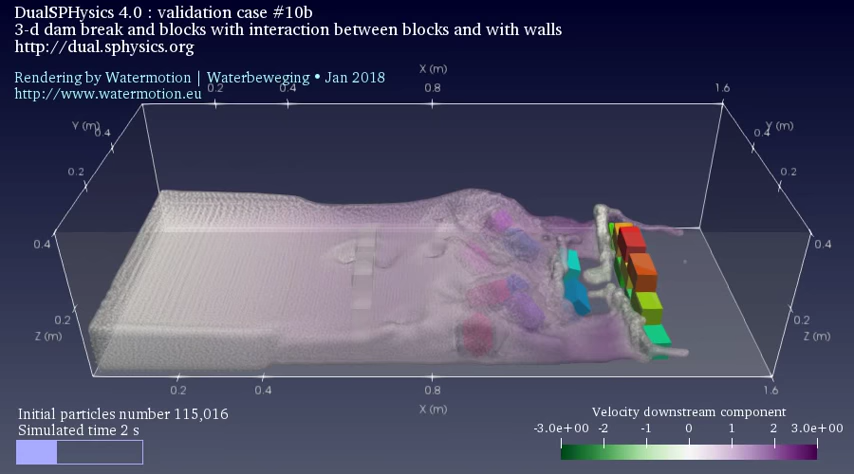 DualSPHysics 4.0 : validation case #10b
3-d dam break and blocks with interaction between blocks and with walls
http://dual.sphysics.org
Rendering by Watermotion | Waterbeweging • Jan 2018
http://www.watermotion.eu
X (m)
0.2 0.4 0.8 1.6
Y (m) 0.4 0.4 Y (m)
0.2 0.2
0.4 0.4
0.2 0.2
Z (m) Z (m)
0.2 0.4 0.8 1.6
X (m)
Initial particles number 115,016
Simulated time 2 s
Velocity downstream component
-3.0e+00 -2 -1 0 1 2 3.0e+00